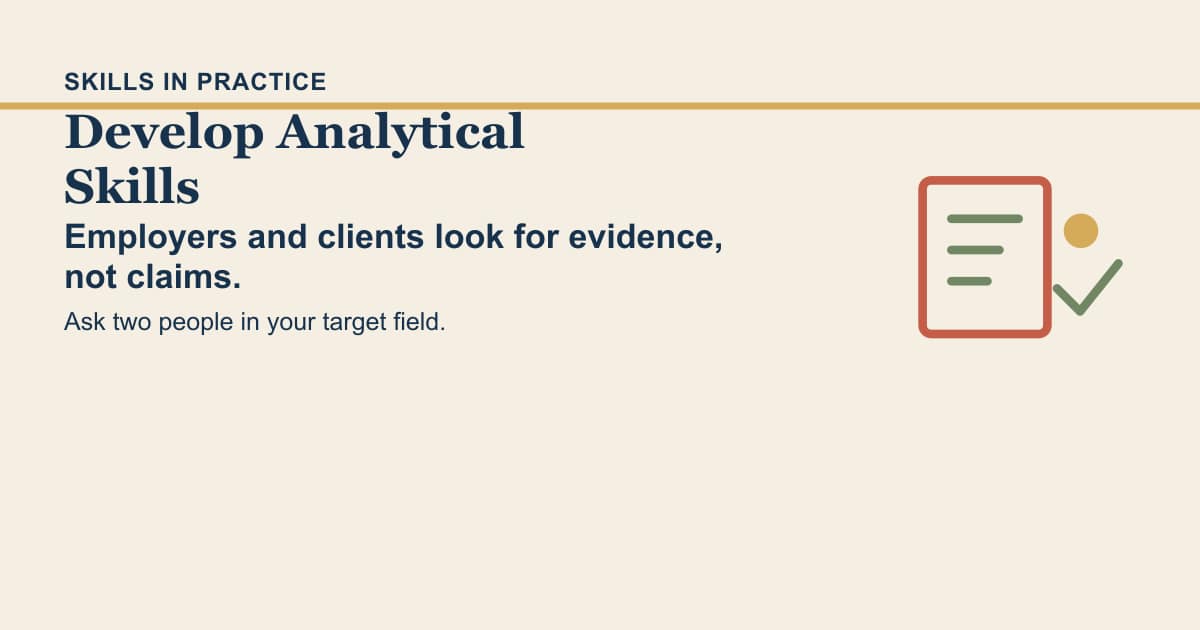 SKILLS IN PRACTICE
Develop Analytical
Skills
Employers and clients look for evidence,
not claims.
Ask two people in your target field.